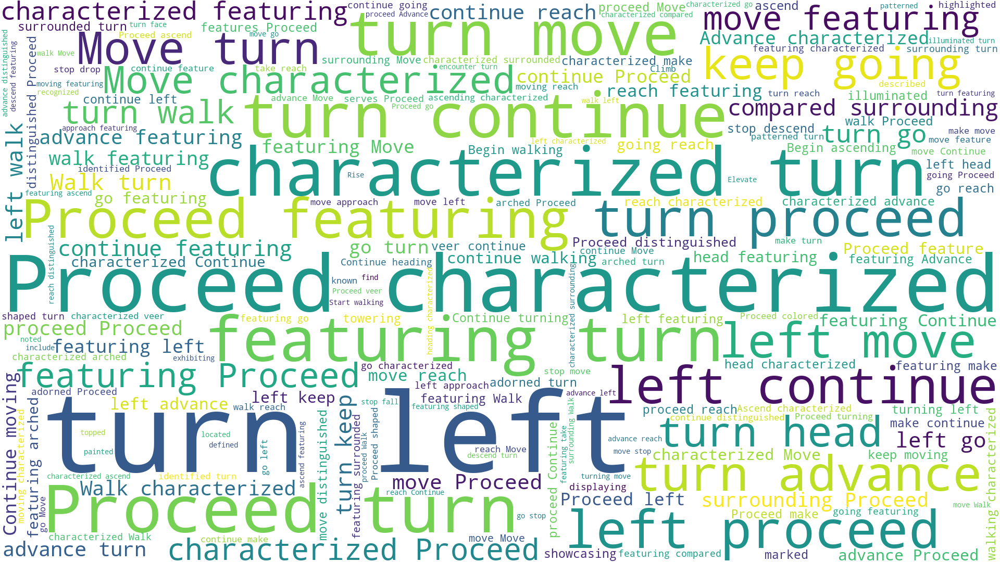 characterized featuring
continue going
proceed Advance
continue reach
proceed Move
characterized compared
characterized go
ascend
patterned
highlighted
surrounded turn
turn face
features Proceed
turn move
move featuring
Proceed ascend
move go
Move turn
Advance characterized
illuminated turn
advance distinguished
descend featuring
distinguished Proceed
walk Move
featuring characterized
surrounding turn
keep going
surrounding Move
characterized surrounded
characterized make
stop drop
continue feature
take reach
encounter turn
Climb
Move characterized
continue Proceed
moving featuring
moving reach
described
recognized
reach featuring
turn reach
turn featuring
continue left
advance Move
serves Proceed
ascending characterized
walk left
illuminated
turn walk
Proceed go
turn continue
compared surrounding
walk Proceed
approach featuring
stop descend
make move
left walk
advance featuring
patterned turn
turn go
move feature
featuring Move
left characterized
going reach
Begin walking
Begin ascending
move Continue
walk featuring
characterized turn
left head
identified Proceed
Rise
Elevate
going Proceed
Walk turn
go reach
featuring ascend
go featuring
move approach
move left
arched Proceed
reach characterized
characterized advance
Proceed featuring
turn proceed
reach distinguished
continue featuring
go turn
veer continue
Proceed distinguished
make turn
Proceed feature
continue Move
characterized Continue
Continue heading
continue walking
arched turn
head featuring
featuring Advance
Proceed characterized
known
find
Proceed veer
Start walking
heading characterized
characterized surrounding
shaped turn
characterized veer
featuring go
towering
Continue turning
left featuring
Proceed colored
featuring Continue
proceed Proceed
featuring turn
left move
noted
include
featuring left
characterized arched
exhibiting
go characterized
head characterized
featuring make
featuring Proceed
move reach
stop move
left continue
Continue moving
adorned Proceed
left approach
adorned turn
left keep
advance left
featuring Walk
left advance
walk reach
stop fall
featuring shaped
proceed reach
Ascend characterized
turning left
moving characterized
featuring arched
turn left
continue distinguished
Proceed turning
make continue
topped
located
defined
painted
ascend featuring
go left
move distinguished
turn keep
featuring surrounded
proceed Walk
Proceed shaped
featuring take
surrounding Walk
proceed Continue
turn head
advance reach
left go
reach Move
move stop
descend turn
characterized Move
keep moving
characterized ascend
identified turn
turning move
turn advance
Walk characterized
move Proceed
displaying
reach Continue
go Move
Proceed turn
Proceed left
surrounding Proceed
move Walk
walking characterized
go stop
left proceed
Proceed make
going featuring
characterized Walk
continue make
move Move
advance turn
characterized Proceed
showcasing
featuring compared
marked
advance Proceed